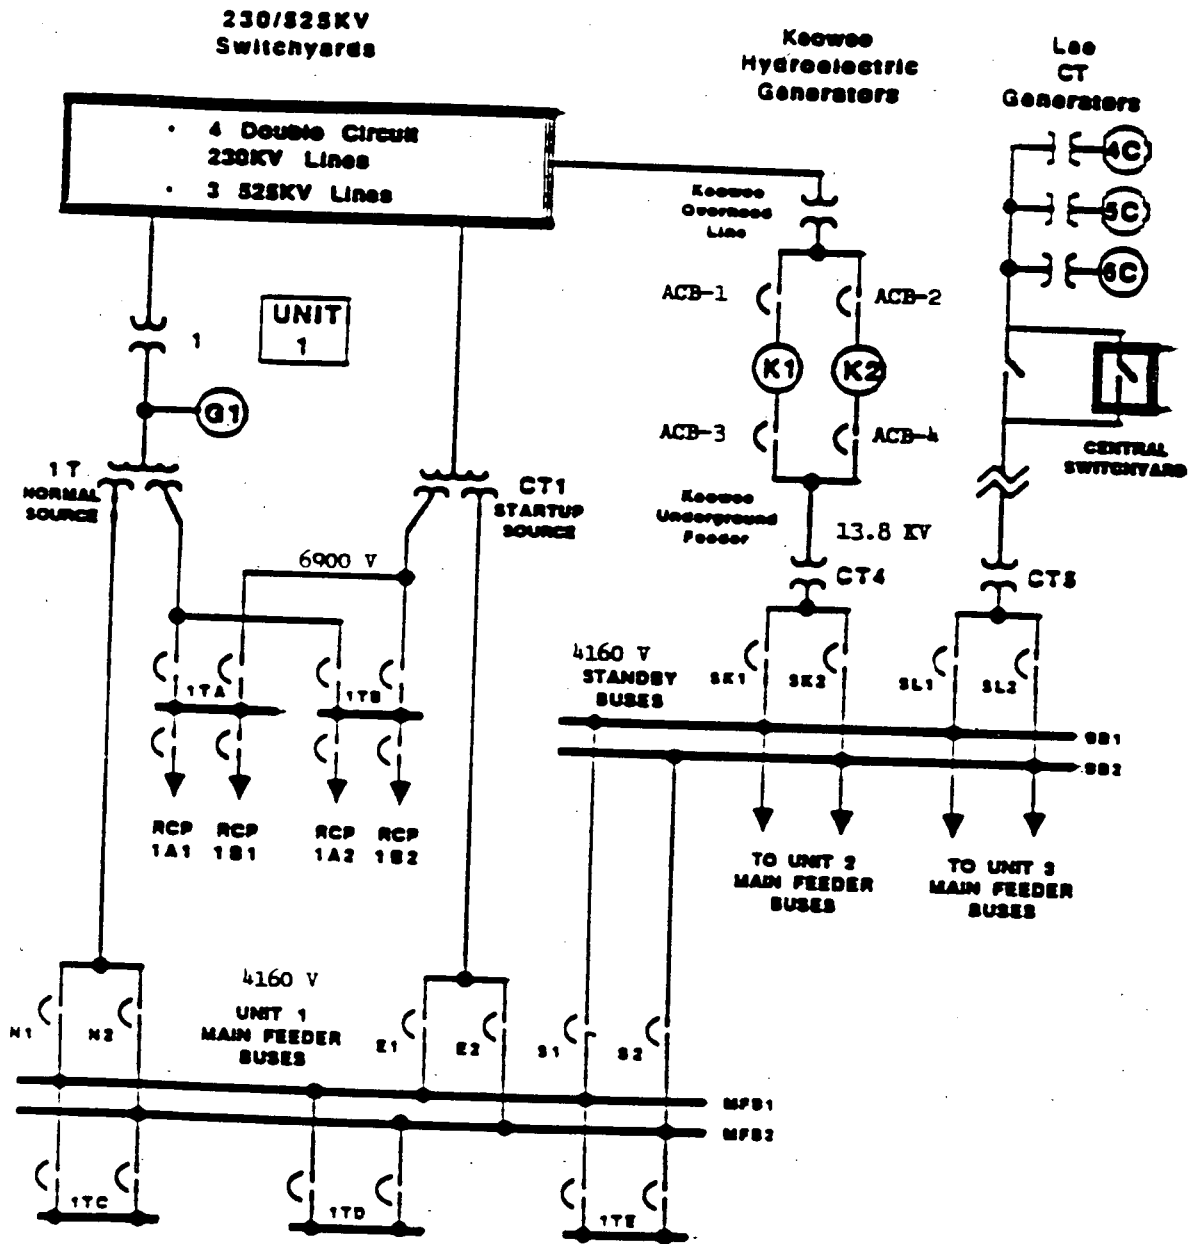 230/525KV
Switchyards
Keowee
Hydroelectric
Generators
Lee
CT
Generators
· 4 Double Circuit
230KV Lines
· 3 525KV Lines
4C
5C
6C
Keowee
Overhead
Line
ACB-1
ACB-2
UNIT
1
1
K1
K2
G1
ACB-3
ACB-4
CENTRAL
SWITCHYARD
1T
NORMAL
SOURCE
CT1
STARTUP
SOURCE
Keowee
Underground
Feeder
13.8 KV
6900 V
CT4
CT5
4160 V
STANDBY
BUSES
SK1
SK2
SL1
SL2
1TA
1TB
SB1
SB2
RCP
1A1
RCP
1B1
RCP
1A2
RCP
1B2
TO UNIT 2
MAIN FEEDER
BUSES
TO UNIT 3
MAIN FEEDER
BUSES
4160 V
UNIT 1
MAIN FEEDER
BUSES
N1
N2
E1
E2
S1
S2
MFB1
MFB2
1TC
1TD
1TE